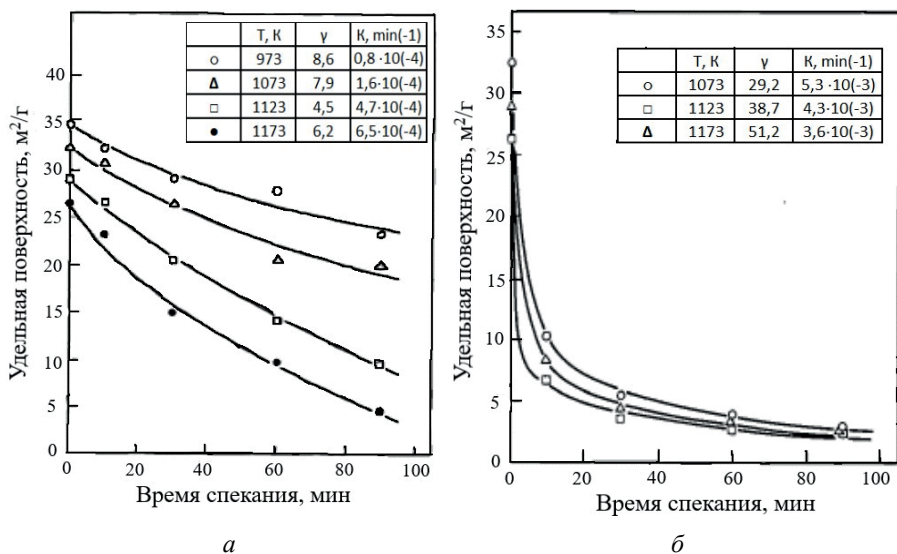 T, К γ К, min(-1)
973 8,6 0,8·10(-4)
1073 7,9 1,6·10(-4)
1123 4,5 4,7·10(-4)
1173 6,2 6,5·10(-4)
Удельная поверхность, м²/г
40
35
30
25
20
15
10
5
0
0 20 40 60 80 100
Время спекания, мин
а
T, К γ К, min(-1)
1073 29,2 5,3·10(-3)
1123 38,7 4,3·10(-3)
1173 51,2 3,6·10(-3)
Удельная поверхность, м²/г
35
30
25
20
15
10
5
0
0 20 40 60 80 100
Время спекания, мин
б